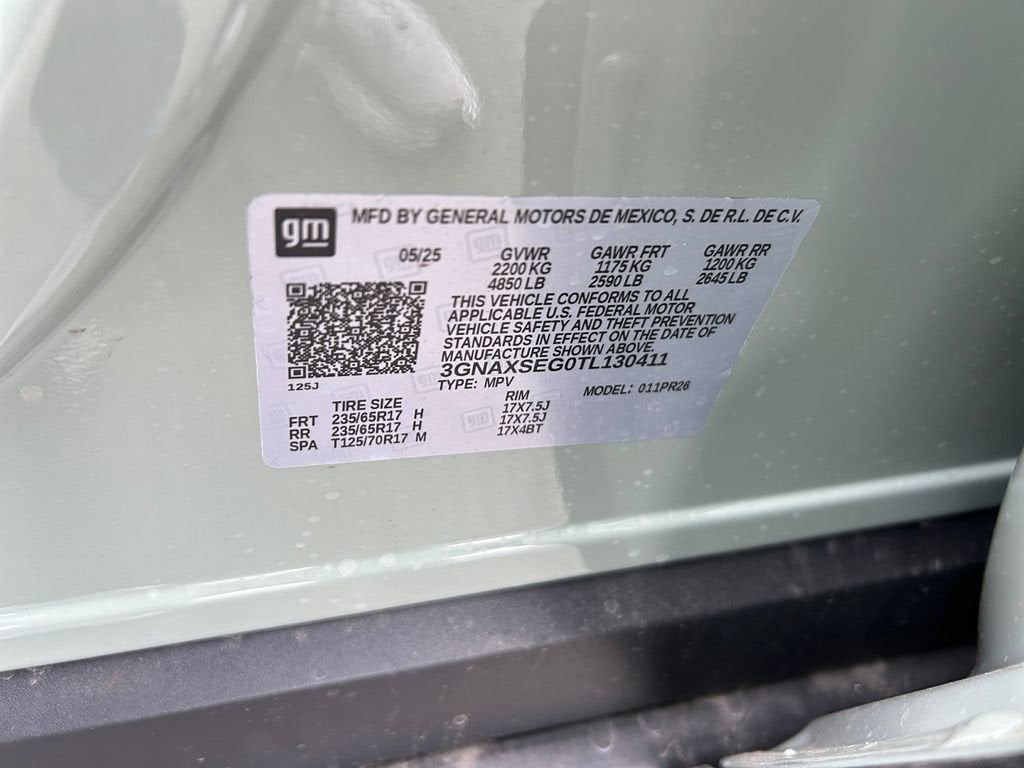 gm MFD BY GENERAL MOTORS DE MEXICO, S. DE R.L. DE C.V.
05/25 GVWR GAWR FRT GAWR RR
2200 KG 1175 KG 1200 KG
4850 LB 2590 LB 2645 LB
THIS VEHICLE CONFORMS TO ALL
APPLICABLE U.S. FEDERAL MOTOR
VEHICLE SAFETY AND THEFT PREVENTION
STANDARDS IN EFFECT ON THE DATE OF
MANUFACTURE SHOWN ABOVE.
3GNAXSEG0TL130411
125J TYPE: MPV MODEL: 011PR26
TIRE SIZE RIM
FRT 235/65R17 H 17X7.5J
RR 235/65R17 H 17X7.5J
SPA T125/70R17 M 17X4BT